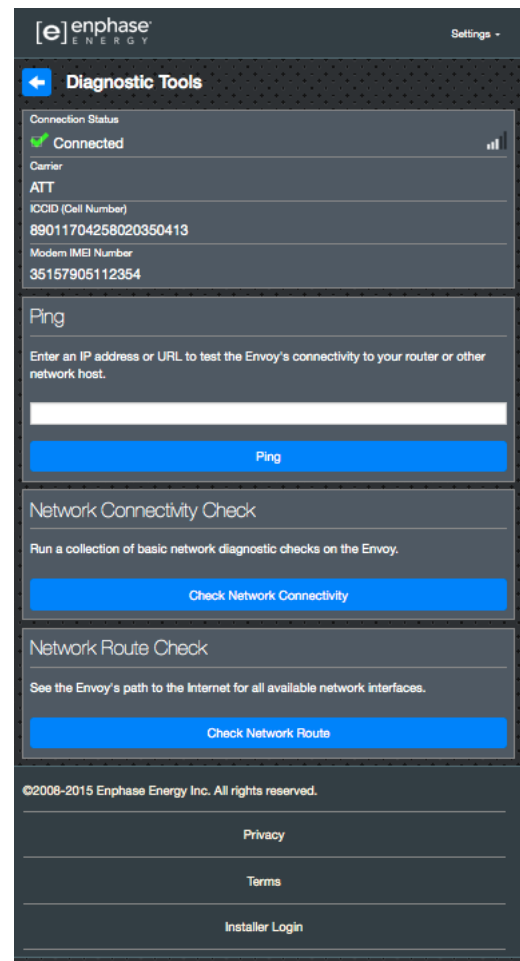 [e] enphase
ENERGY
Settings
Diagnostic Tools
Connection Status
Connected
Carrier
ATT
ICCID (Cell Number)
89011704258020350413
Modem IMEI Number
35157905112354
Ping
Enter an IP address or URL to test the Envoy's connectivity to your router or other
network host.
Ping
Network Connectivity Check
Run a collection of basic network diagnostic checks on the Envoy.
Check Network Connectivity
Network Route Check
See the Envoy's path to the Internet for all available network interfaces.
Check Network Route
©2008-2015 Enphase Energy Inc. All rights reserved.
Privacy
Terms
Installer Login